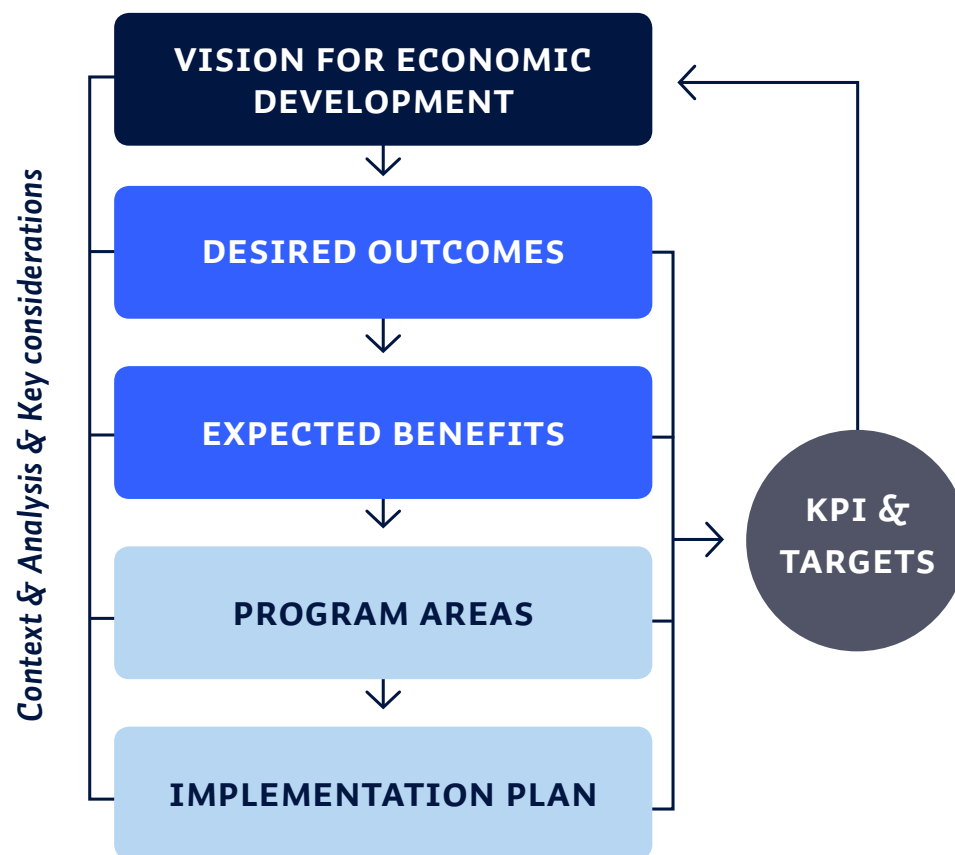 VISION FOR ECONOMIC
DEVELOPMENT
DESIRED OUTCOMES
EXPECTED BENEFITS
PROGRAM AREAS
IMPLEMENTATION PLAN
Context & Analysis & Key considerations
KPI &
TARGETS